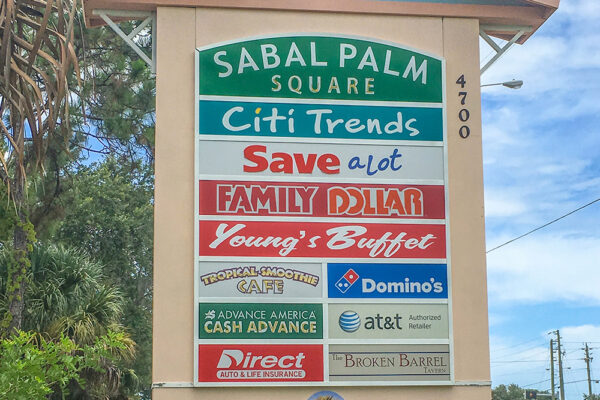 SABAL PALM
SQUARE
4700
Citi Trends
Save a lot
FAMILY DOLLAR
Young's Buffet
TROPICAL SMOOTHIE
CAFE
Domino's
ADVANCE AMERICA
CASH ADVANCE
at&t Authorized
Retailer
Direct
AUTO & LIFE INSURANCE
The BROKEN BARREL
TAVERN